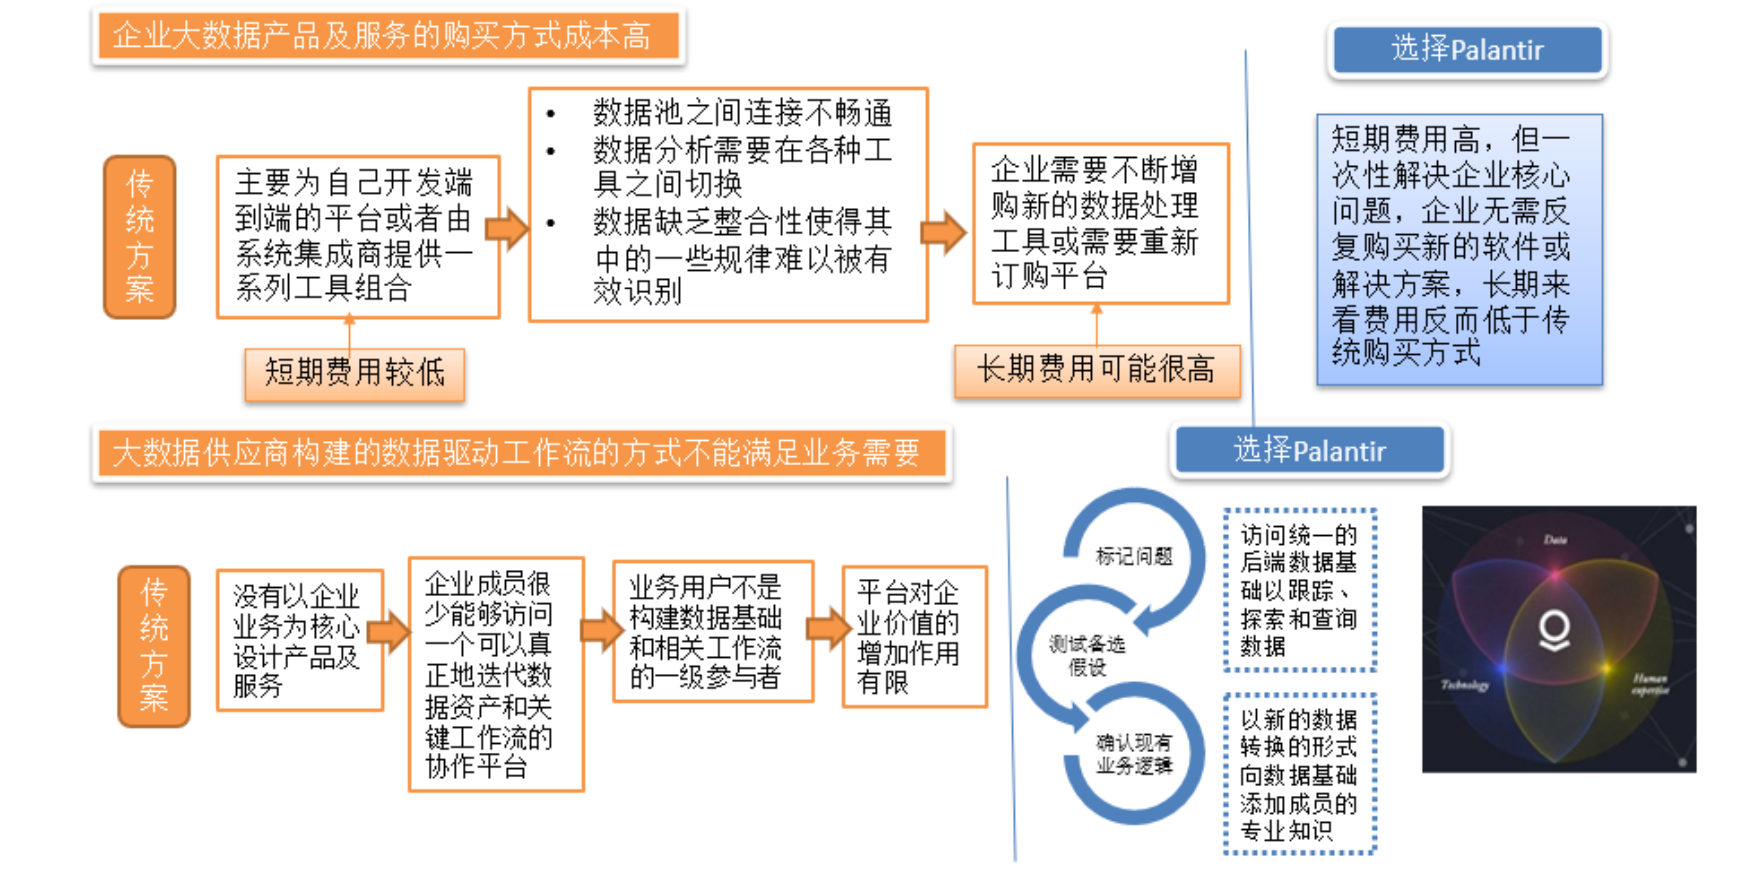 企业大数据产品及服务的购买方式成本高
选择Palantir
传
统
方
案
主要为自己开发端
到端的平台或者由
系统集成商提供一
系列工具组合
• 数据池之间连接不畅通
• 数据分析需要在各种工
具之间切换
• 数据缺乏整合性使得其
中的一些规律难以被有
效识别
企业需要不断增
购新的数据处理
工具或需要重新
订购平台
短期费用较低
长期费用可能很高
短期费用高，但一
次性解决企业核心
问题，企业无需反
复购买新的软件或
解决方案，长期来
看费用反而低于传
统购买方式
大数据供应商构建的数据驱动工作流的方式不能满足业务需要
选择Palantir
传
统
方
案
没有以企业
业务为核心
设计产品及
服务
企业成员很
少能够访问
一个可以真
正地迭代数
据资产和关
键工作流的
协作平台
业务用户不是
构建数据基础
和相关工作流
的一级参与者
平台对企
业价值的
增加作用
有限
标记问题
测试备选
假设
确认现有
业务逻辑
访问统一的
后端数据基
础以跟踪、
探索和查询
数据
以新的数据
转换的形式
向数据基础
添加成员的
专业知识
Data
Technology
Human
expertise